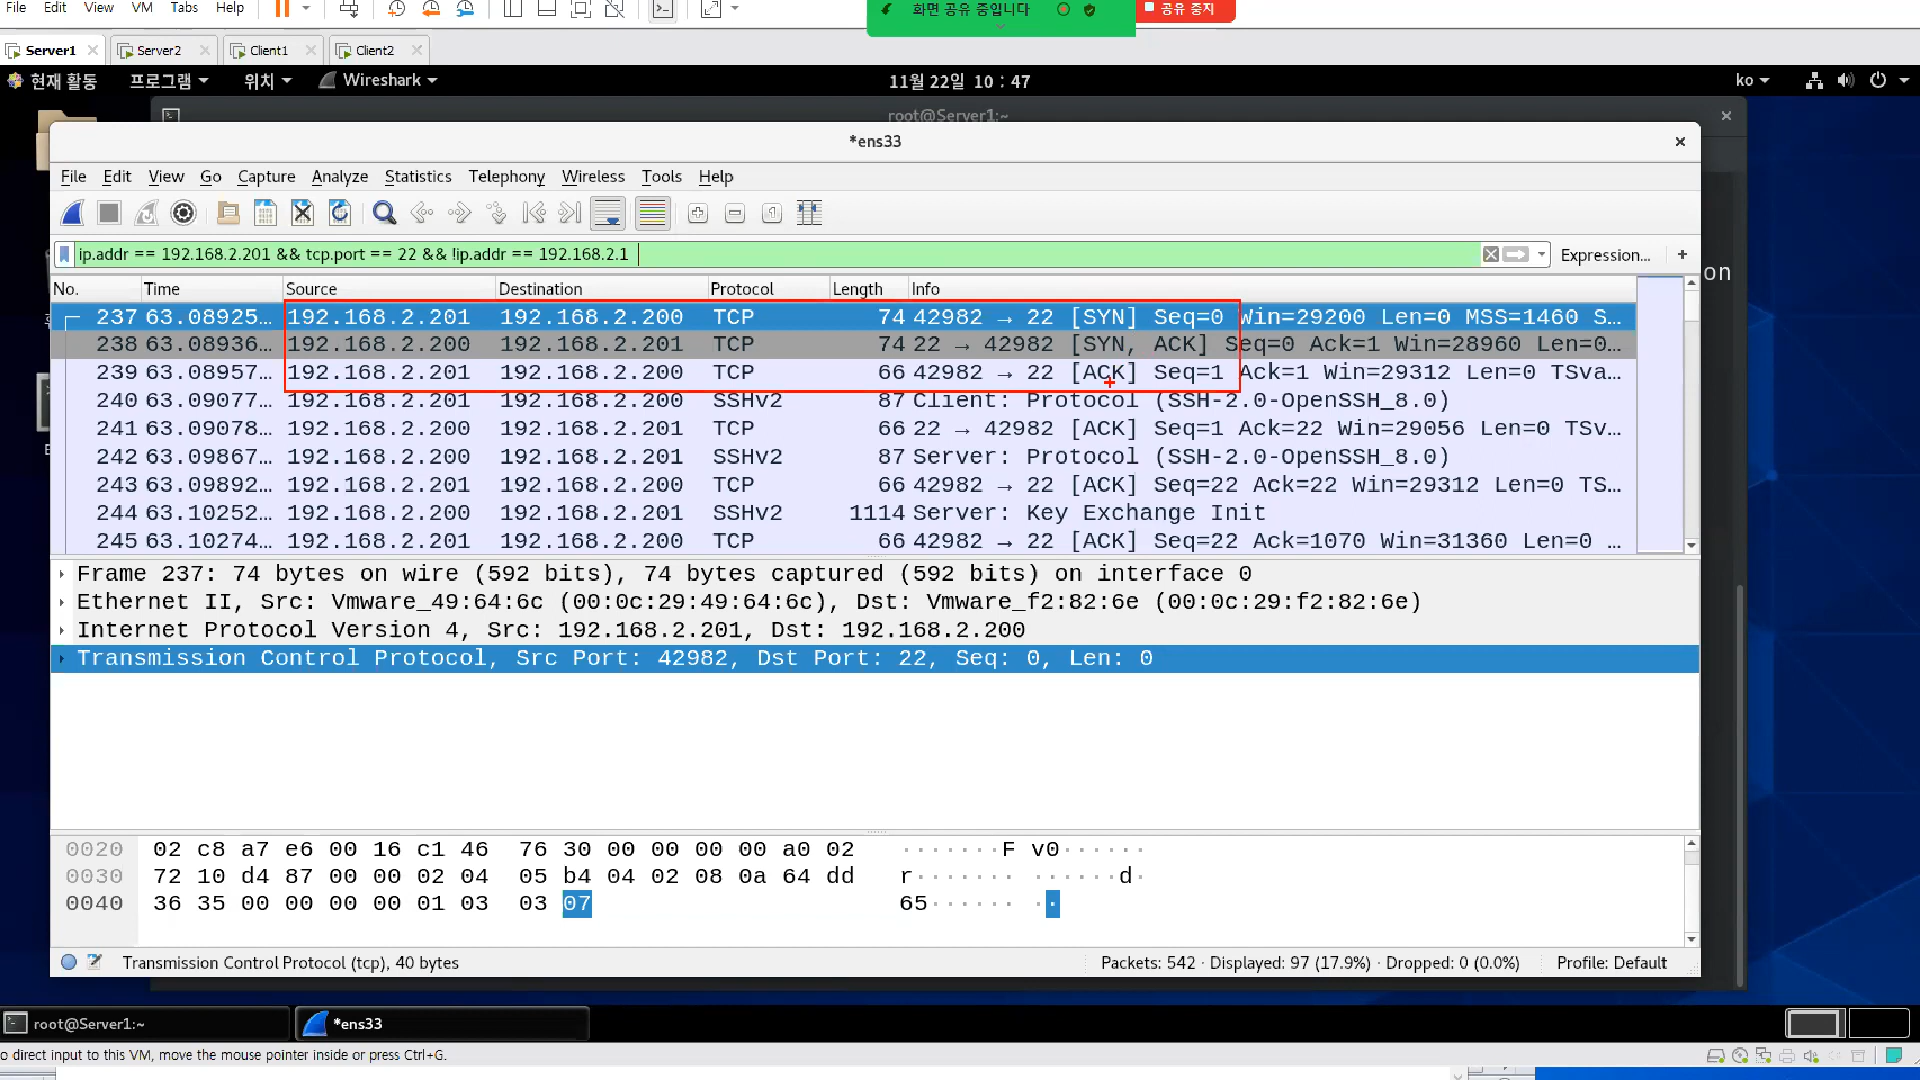 File Edit View VM Tabs Help
화면 공유 중입니다 공유 중지
Server1 Server2 Client1 Client2
현재 활동 프로그램 위치 Wireshark 11월 22일 10 : 47 ko
root@Server1:~
*ens33
File Edit View Go Capture Analyze Statistics Telephony Wireless Tools Help
ip.addr == 192.168.2.201 && tcp.port == 22 && !ip.addr == 192.168.2.1 Expression... +
on
No. Time Source Destination Protocol Length Info
237 63.08925… 192.168.2.201 192.168.2.200 TCP 74 42982 → 22 [SYN] Seq=0 Win=29200 Len=0 MSS=1460 S…
238 63.08936… 192.168.2.200 192.168.2.201 TCP 74 22 → 42982 [SYN, ACK] Seq=0 Ack=1 Win=28960 Len=0…
239 63.08957… 192.168.2.201 192.168.2.200 TCP 66 42982 → 22 [ACK] Seq=1 Ack=1 Win=29312 Len=0 TSva…
240 63.09077… 192.168.2.201 192.168.2.200 SSHv2 87 Client: Protocol (SSH-2.0-OpenSSH_8.0)
241 63.09078… 192.168.2.200 192.168.2.201 TCP 66 22 → 42982 [ACK] Seq=1 Ack=22 Win=29056 Len=0 TSv…
242 63.09867… 192.168.2.200 192.168.2.201 SSHv2 87 Server: Protocol (SSH-2.0-OpenSSH_8.0)
243 63.09892… 192.168.2.201 192.168.2.200 TCP 66 42982 → 22 [ACK] Seq=22 Ack=22 Win=29312 Len=0 TS…
244 63.10252… 192.168.2.200 192.168.2.201 SSHv2 1114 Server: Key Exchange Init
245 63.10274… 192.168.2.201 192.168.2.200 TCP 66 42982 → 22 [ACK] Seq=22 Ack=1070 Win=31360 Len=0 …
Frame 237: 74 bytes on wire (592 bits), 74 bytes captured (592 bits) on interface 0
Ethernet II, Src: Vmware_49:64:6c (00:0c:29:49:64:6c), Dst: Vmware_f2:82:6e (00:0c:29:f2:82:6e)
Internet Protocol Version 4, Src: 192.168.2.201, Dst: 192.168.2.200
Transmission Control Protocol, Src Port: 42982, Dst Port: 22, Seq: 0, Len: 0
0020 02 c8 a7 e6 00 16 c1 46 76 30 00 00 00 00 a0 02 ·······F v0······
0030 72 10 d4 87 00 00 02 04 05 b4 04 02 08 0a 64 dd r······· ······d·
0040 36 35 00 00 00 00 01 03 03 07 65······ ··
Transmission Control Protocol (tcp), 40 bytes Packets: 542 · Displayed: 97 (17.9%) · Dropped: 0 (0.0%) Profile: Default
root@Server1:~ *ens33
o direct input to this VM, move the mouse pointer inside or press Ctrl+G.